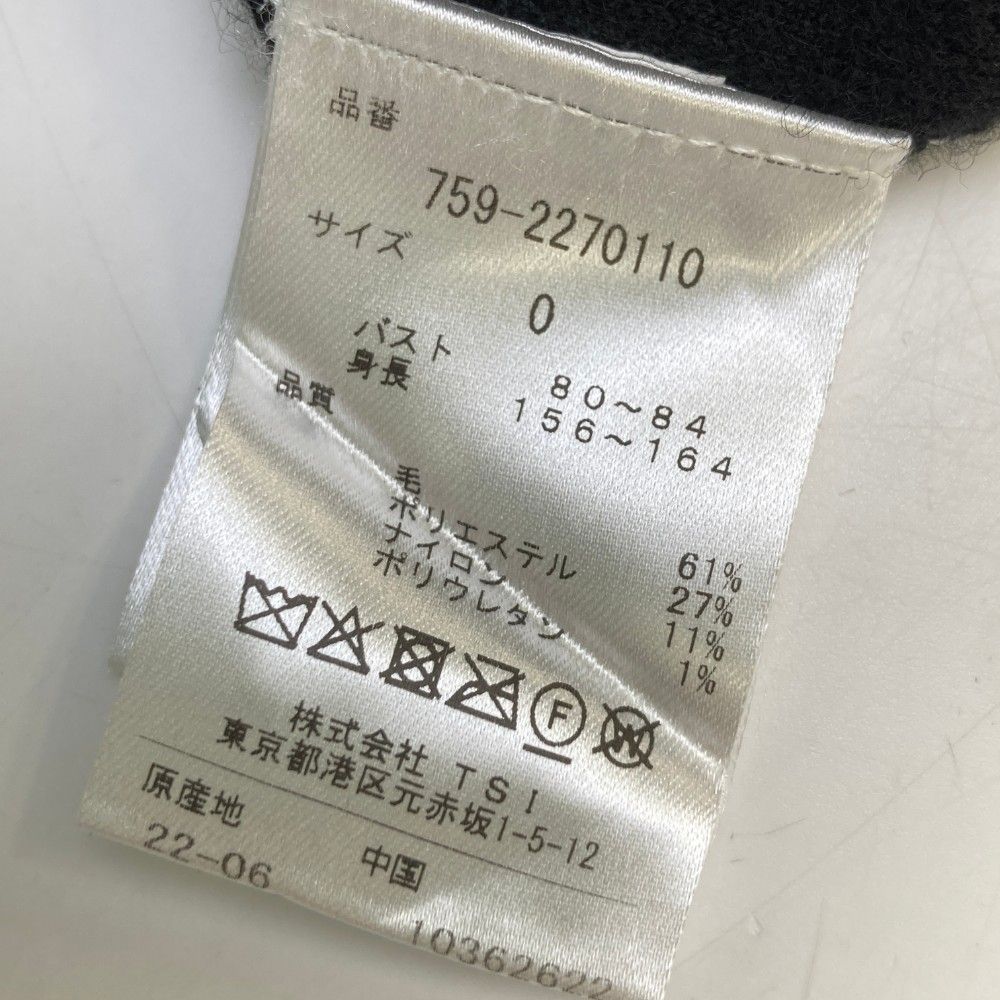 品番
759-2270110
サイズ
0
バスト 80～84
身長 156～164
品質
毛 61%
ポリエステル 27%
ナイロン 11%
ポリウレタン 1%
F
W
株式会社 TSI
東京都港区元赤坂1-5-12
原産地
中国
22-06
10362622